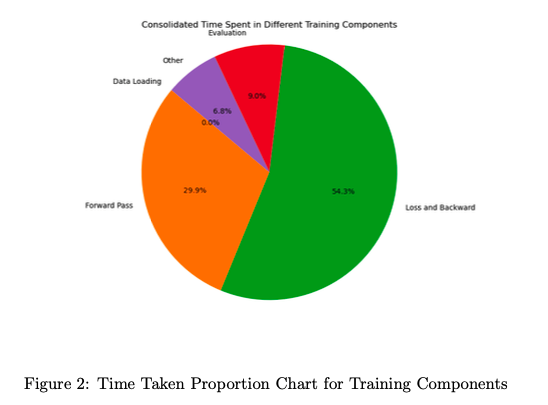 Consolidated Time Spent in Different Training Components
Evaluation
Other
Data Loading
9.0%
6.8%
0.0%
29.9%
54.3%
Forward Pass
Loss and Backward
Figure 2: Time Taken Proportion Chart for Training Components